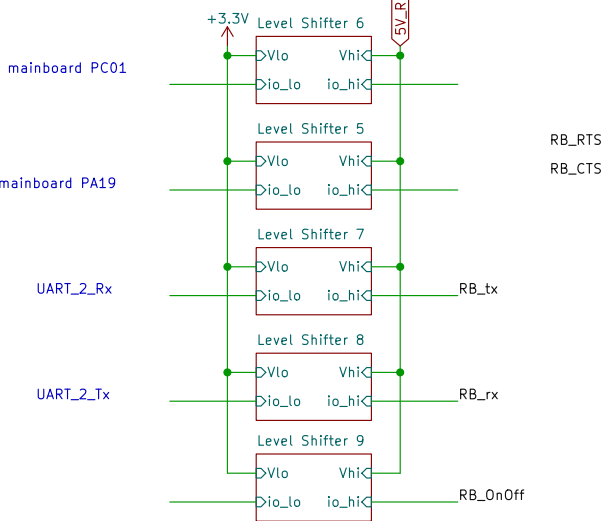 +3.3V
5V_R
Level Shifter 6
mainboard PC01
Vlo Vhi
io_lo io_hi
Level Shifter 5
RB_RTS
Vlo Vhi
RB_CTS
mainboard PA19
io_lo io_hi
Level Shifter 7
Vlo Vhi
UART_2_Rx
io_lo io_hi
RB_tx
Level Shifter 8
Vlo Vhi
UART_2_Tx
io_lo io_hi
RB_rx
Level Shifter 9
Vlo Vhi
io_lo io_hi
RB_OnOff